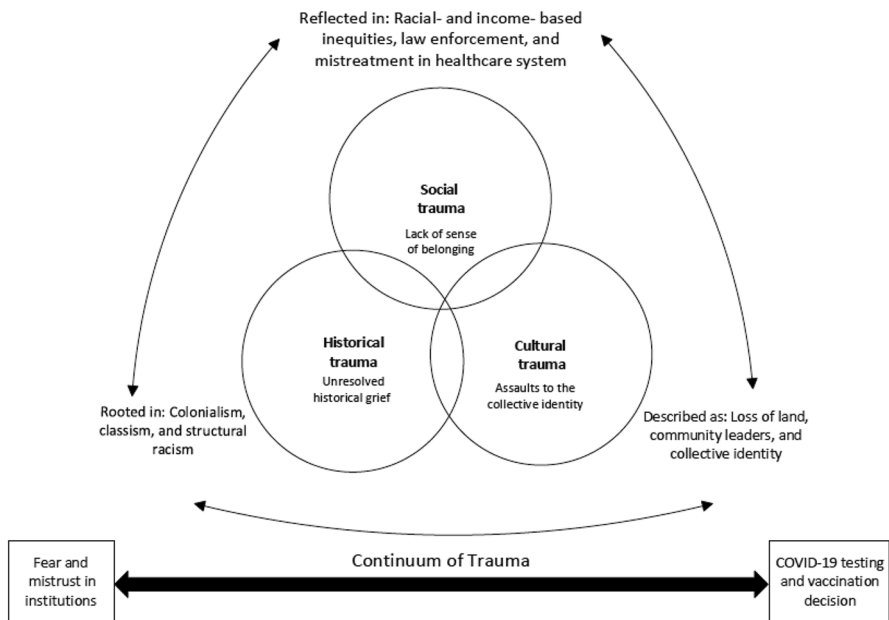 Reflected in: Racial- and income- based
inequities, law enforcement, and
mistreatment in healthcare system
Social
trauma
Lack of sense
of belonging
Historical
trauma
Unresolved
historical grief
Cultural
trauma
Assaults to the
collective identity
Rooted in: Colonialism,
classism, and structural
racism
Described as: Loss of land,
community leaders, and
collective identity
Fear and
mistrust in
institutions
Continuum of Trauma
COVID-19 testing
and vaccination
decision